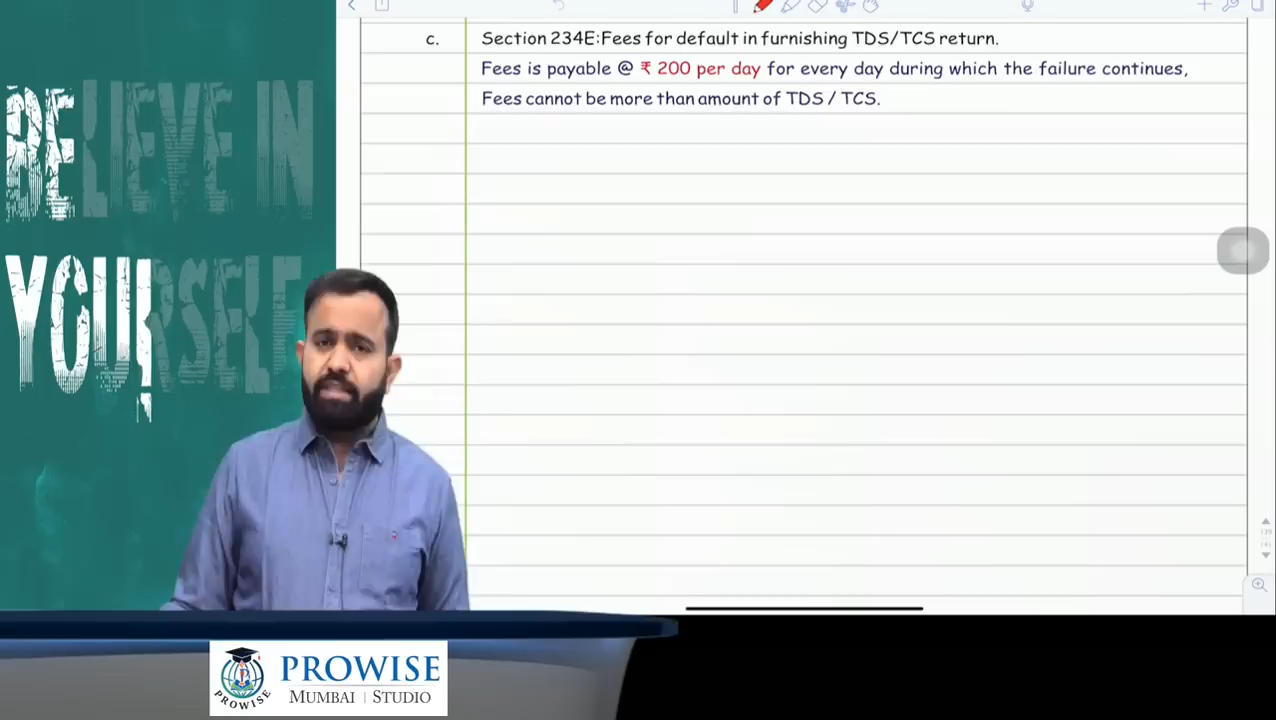 BELIEVE IN
YOURSELF
c. Section 234E:Fees for default in furnishing TDS/TCS return.
Fees is payable @ ₹ 200 per day for every day during which the failure continues,
Fees cannot be more than amount of TDS / TCS.
PROWISE
PROWISE
MUMBAI | STUDIO